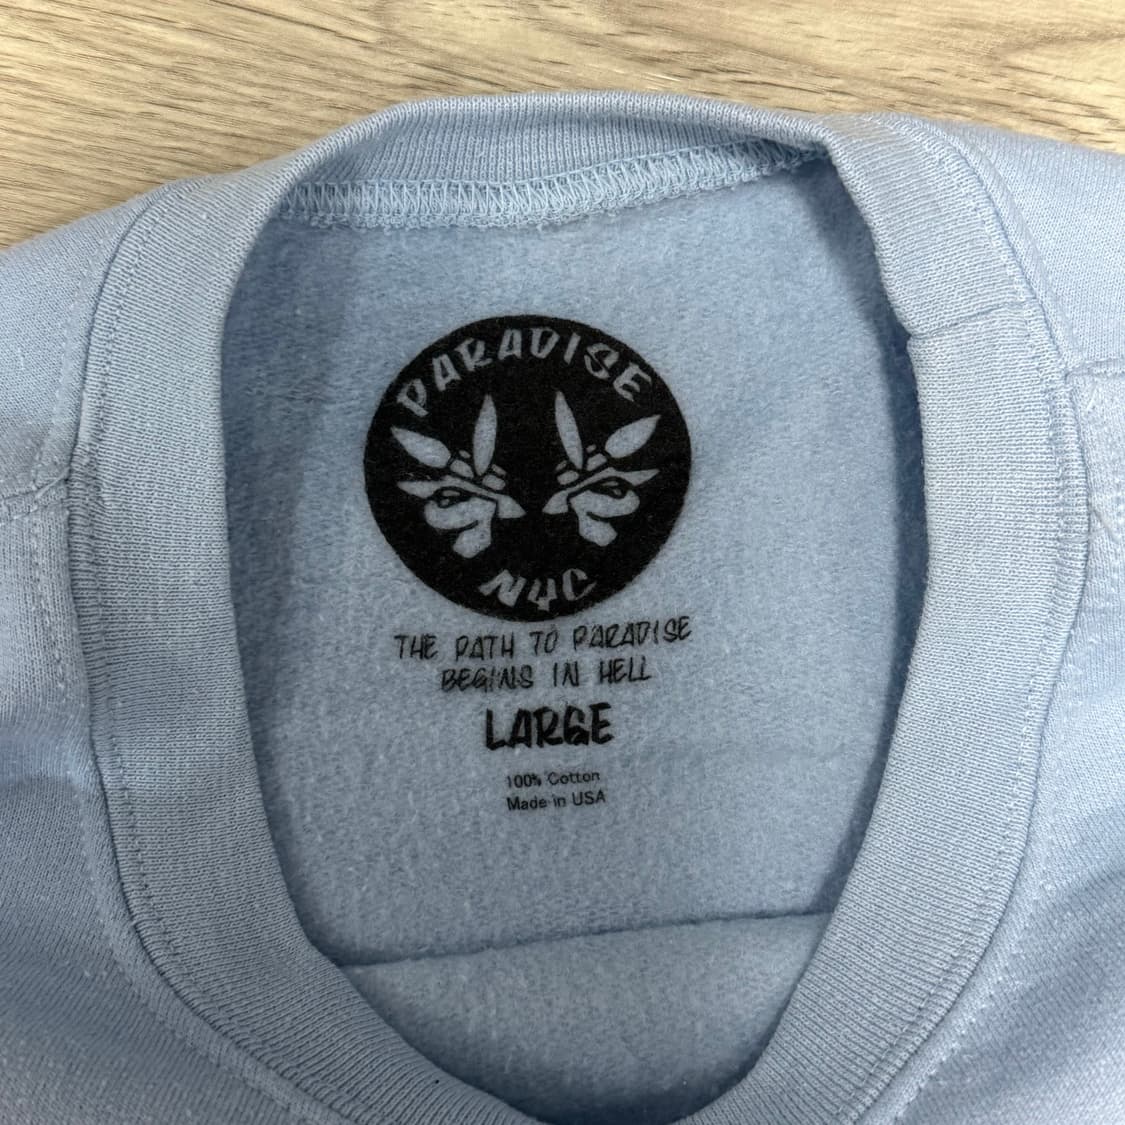 PARADISE
NYC
THE PATH TO PARADISE
BEGINS IN HELL
LARGE
100% Cotton
Made in USA